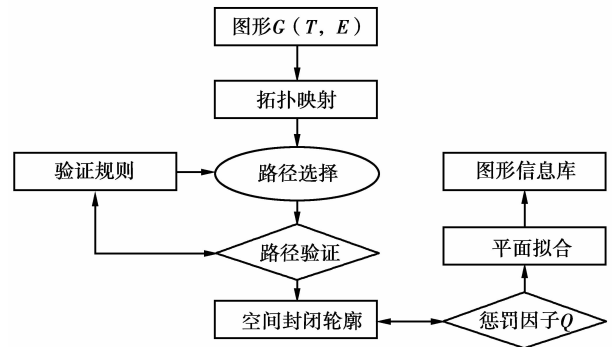 图形G(T, E)
拓扑映射
验证规则
路径选择
图形信息库
路径验证
平面拟合
空间封闭轮廓
惩罚因子Q